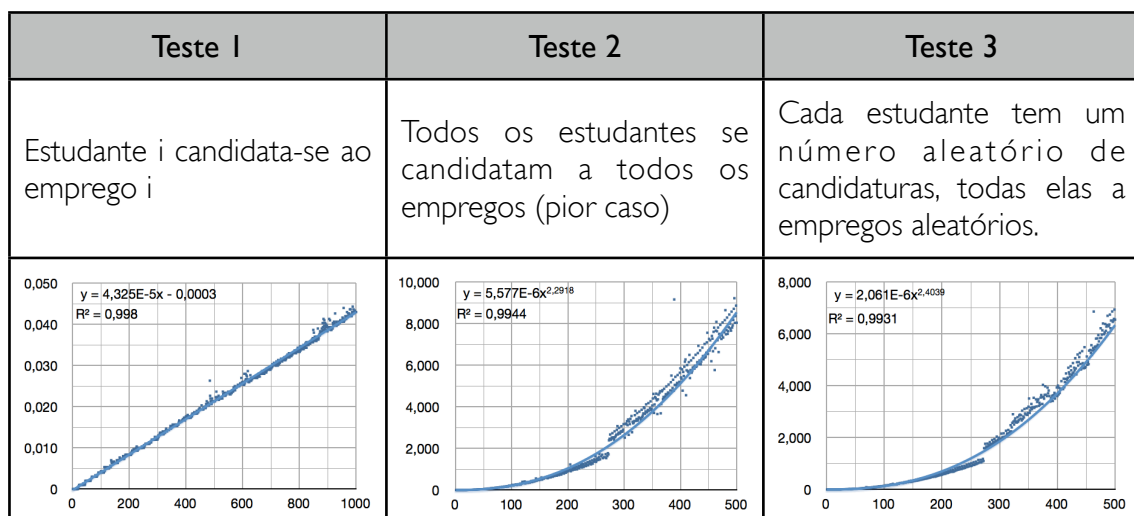 Teste 1
Teste 2
Teste 3
Estudante i candidata-se ao
emprego i
Todos os estudantes se
candidatam a todos os
empregos (pior caso)
Cada estudante tem um
número aleatório de
candidaturas, todas elas a
empregos aleatórios.
0,050
0,040
0,030
0,020
0,010
0
y = 4,325E-5x - 0,0003
R² = 0,998
0 200 400 600 800 1000
10,000
8,000
6,000
4,000
2,000
0
y = 5,577E-6x^2,2918
R² = 0,9944
0 100 200 300 400 500
8,000
6,000
4,000
2,000
0
y = 2,061E-6x^2,4039
R² = 0,9931
0 100 200 300 400 500